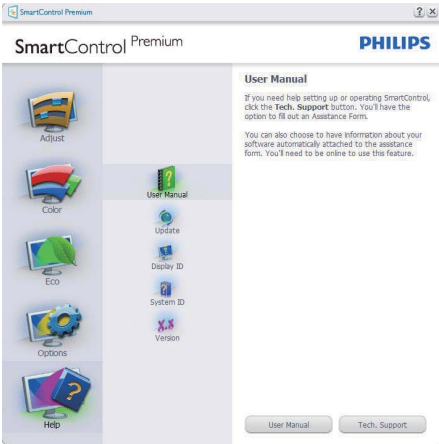 SmartControl Premium
? X
SmartControl Premium
PHILIPS
Adjust
Color
Eco
Options
Help
User Manual
Update
Display ID
System ID
X.X
Version
User Manual
If you need help setting up or operating SmartControl,
click the Tech. Support button. You'll have the
option to fill out an Assistance Form.
You can also choose to have information about your
software automatically attached to the assistance
form. You'll need to be online to use this feature.
User Manual
Tech. Support